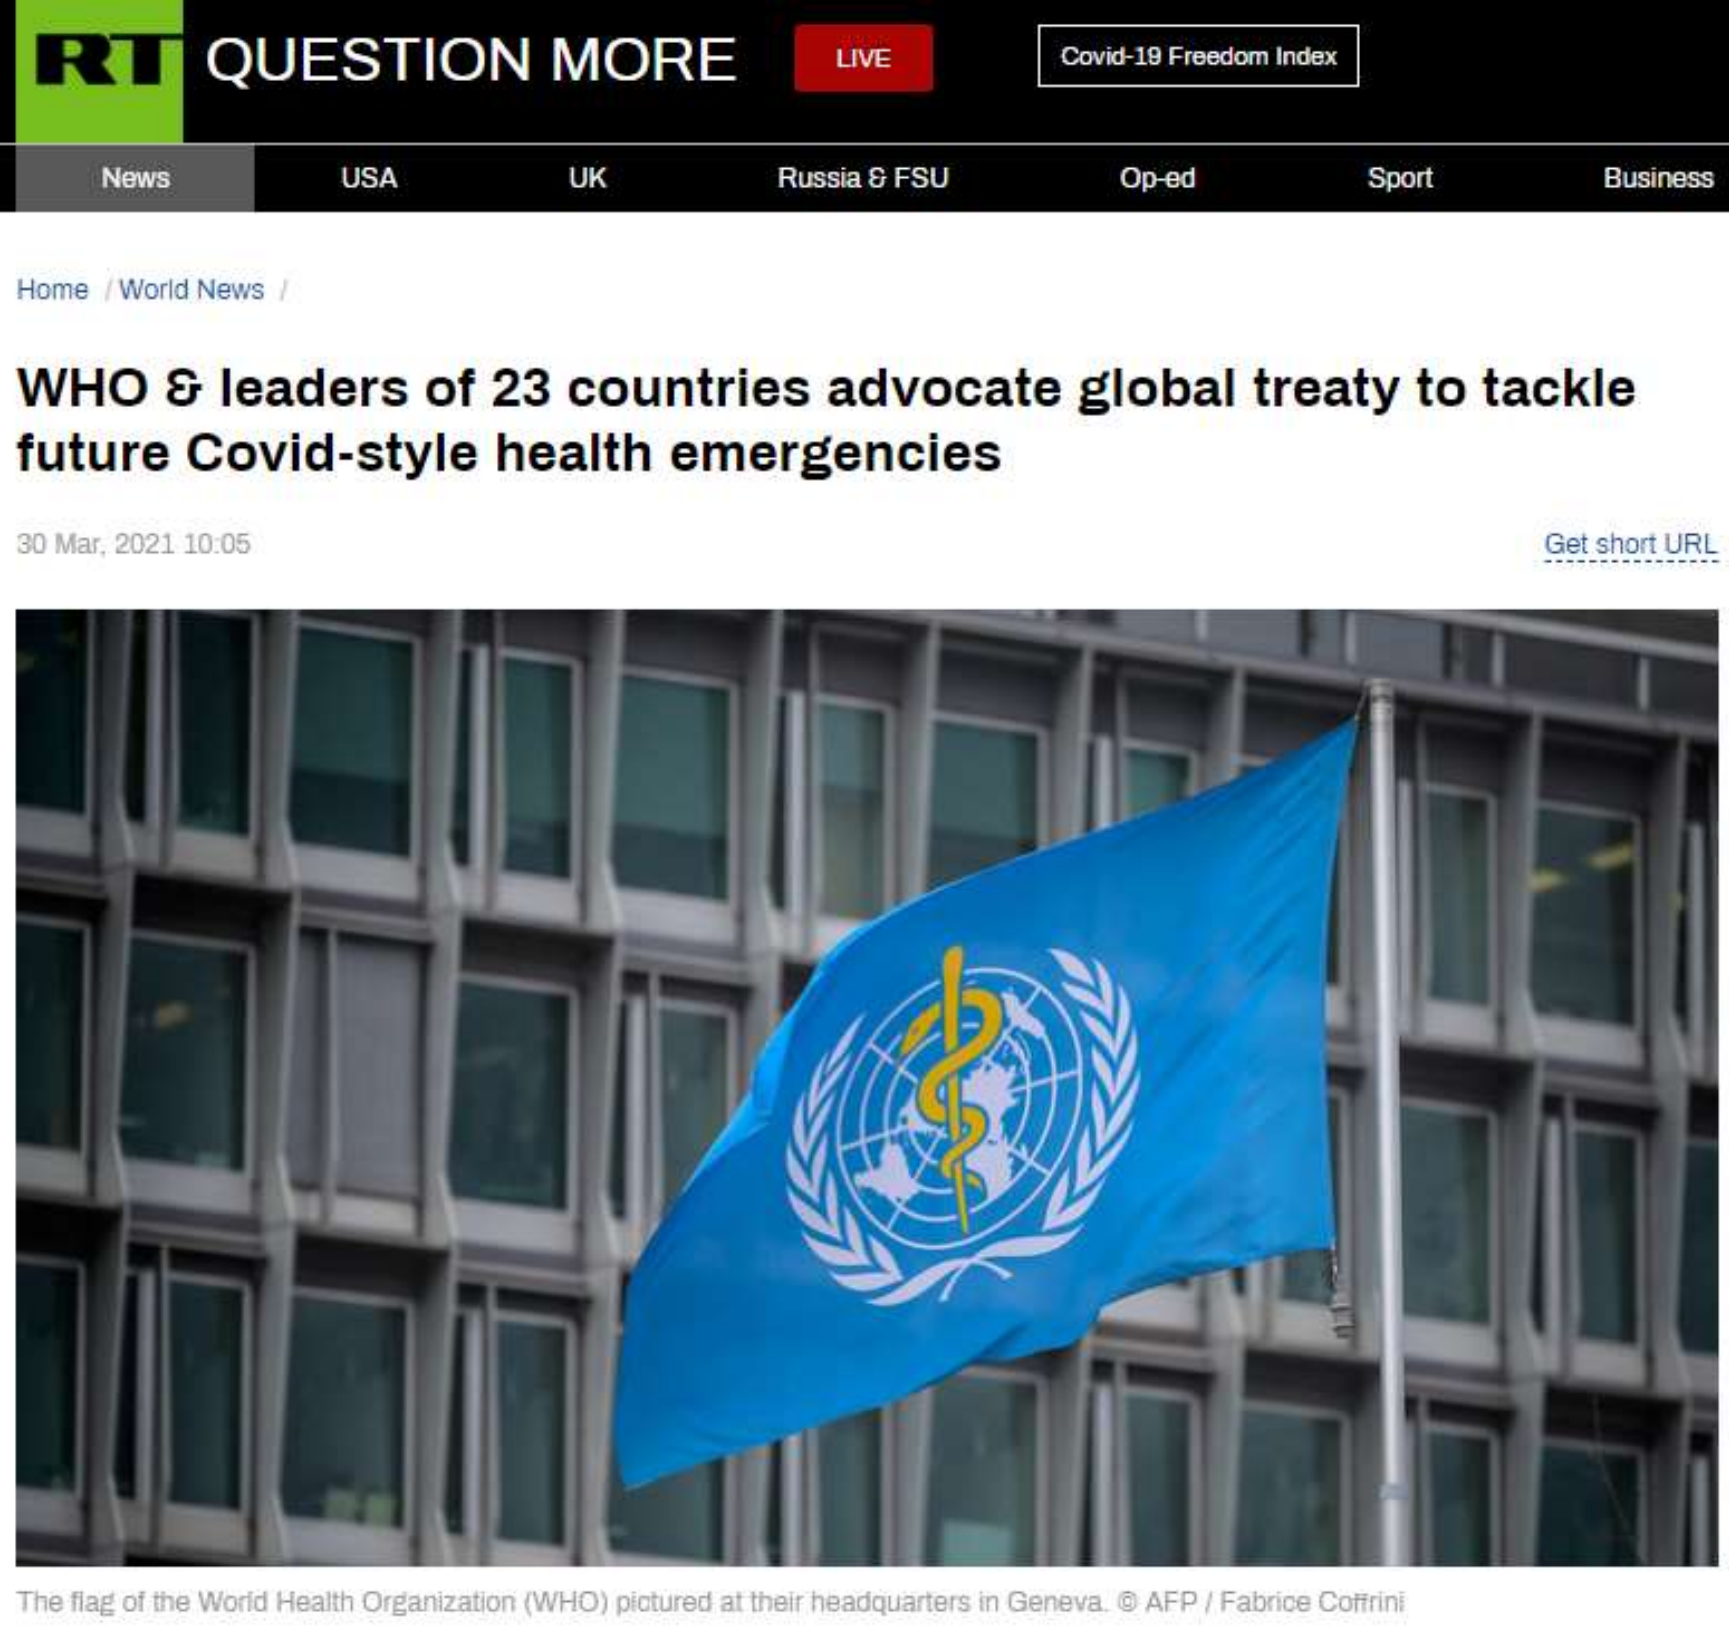 RT QUESTION MORE LIVE Covid-19 Freedom Index
News USA UK Russia & FSU Op-ed Sport Business
Home / World News /
WHO & leaders of 23 countries advocate global treaty to tackle
future Covid-style health emergencies
30 Mar, 2021 10:05 Get short URL
The flag of the World Health Organization (WHO) pictured at their headquarters in Geneva. © AFP / Fabrice Coffrini